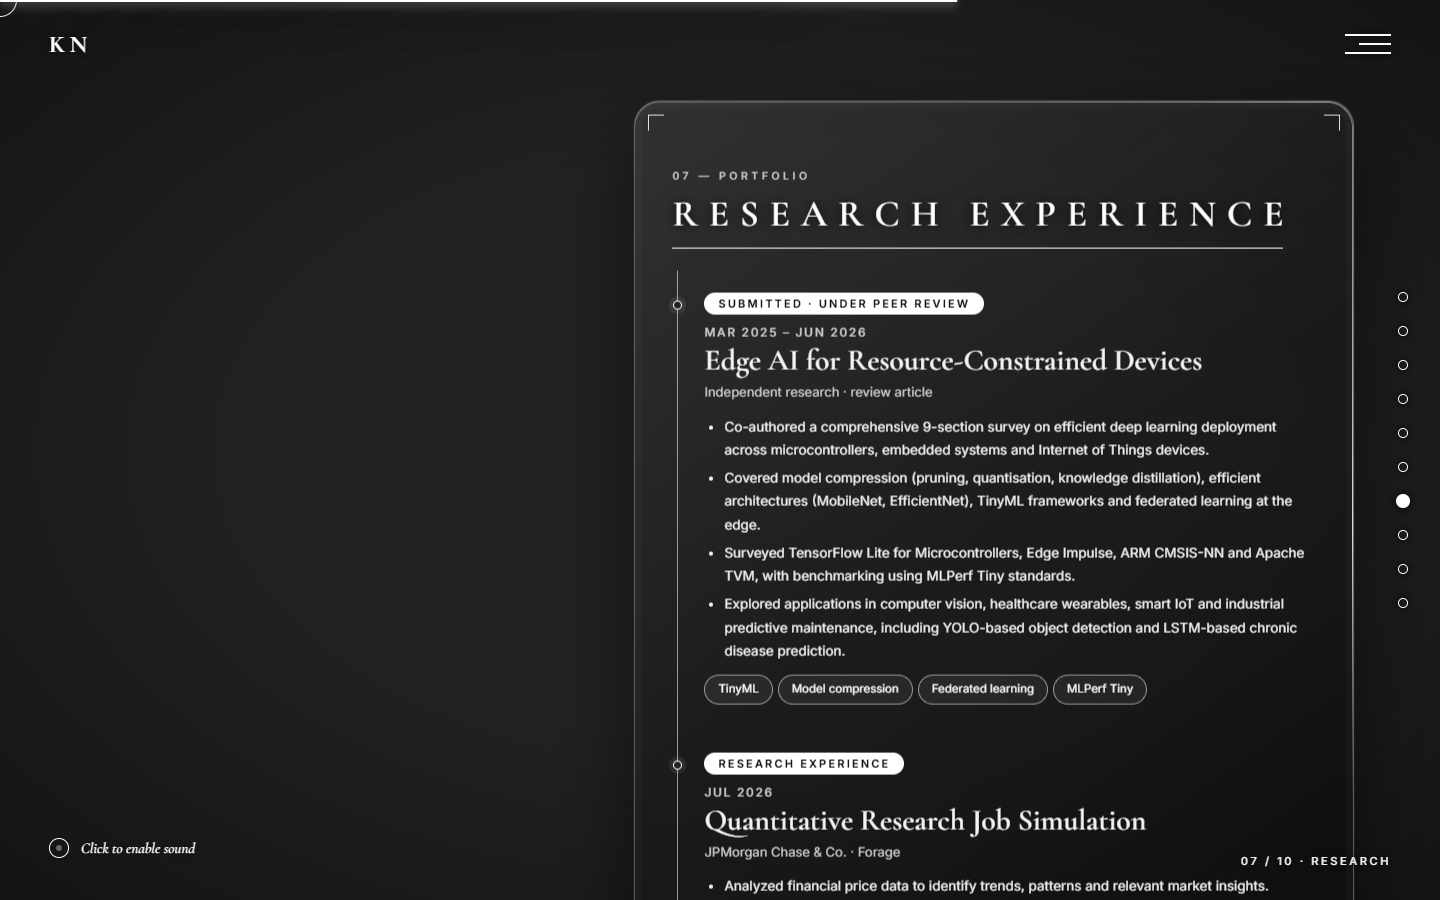 KN
07 — PORTFOLIO
RESEARCH EXPERIENCE
SUBMITTED · UNDER PEER REVIEW
MAR 2025 – JUN 2026
Edge AI for Resource-Constrained Devices
Independent research · review article
• Co-authored a comprehensive 9-section survey on efficient deep learning deployment
across microcontrollers, embedded systems and Internet of Things devices.
• Covered model compression (pruning, quantisation, knowledge distillation), efficient
architectures (MobileNet, EfficientNet), TinyML frameworks and federated learning at the
edge.
• Surveyed TensorFlow Lite for Microcontrollers, Edge Impulse, ARM CMSIS-NN and Apache
TVM, with benchmarking using MLPerf Tiny standards.
• Explored applications in computer vision, healthcare wearables, smart IoT and industrial
predictive maintenance, including YOLO-based object detection and LSTM-based chronic
disease prediction.
TinyML Model compression Federated learning MLPerf Tiny
RESEARCH EXPERIENCE
JUL 2026
Quantitative Research Job Simulation
JPMorgan Chase & Co. · Forage
• Analyzed financial price data to identify trends, patterns and relevant market insights.
Click to enable sound
07 / 10 · RESEARCH